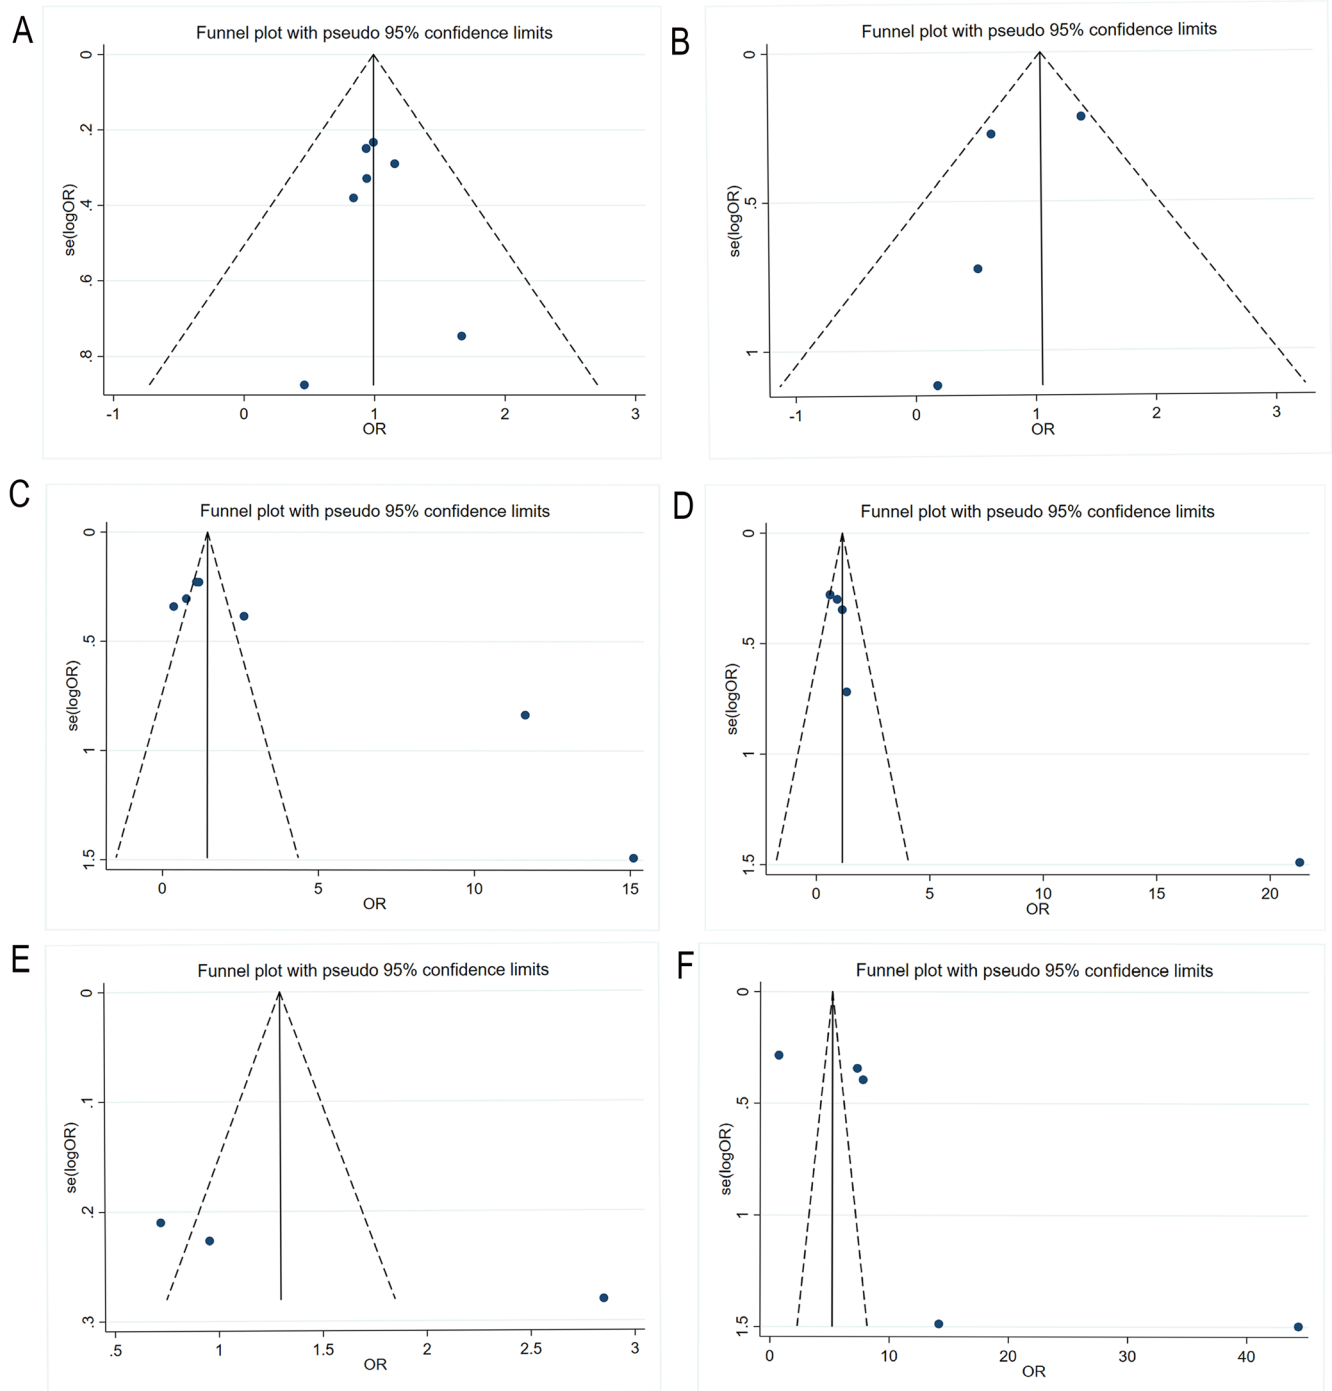 A
Funnel plot with pseudo 95% confidence limits
0
.2
.4
.6
.8
se(logOR)
-1
0
1
2
3
OR
B
Funnel plot with pseudo 95% confidence limits
0
.5
1
se(logOR)
-1
0
1
2
3
OR
C
Funnel plot with pseudo 95% confidence limits
0
.5
1
1.5
se(logOR)
0
5
10
15
OR
D
Funnel plot with pseudo 95% confidence limits
0
.5
1
1.5
se(logOR)
0
5
10
15
20
OR
E
Funnel plot with pseudo 95% confidence limits
0
.1
.2
.3
se(logOR)
.5
1
1.5
2
2.5
3
OR
F
Funnel plot with pseudo 95% confidence limits
0
.5
1
1.5
se(logOR)
0
10
20
30
40
OR